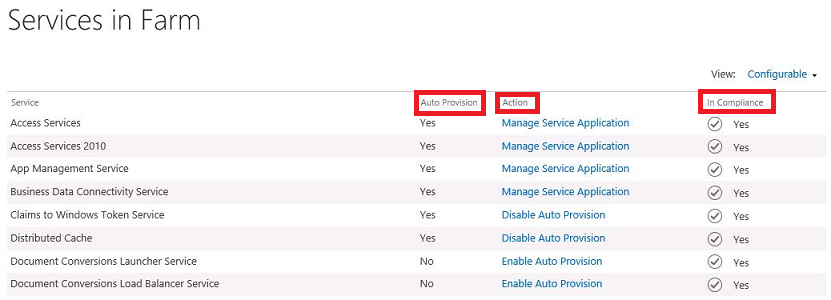 Services in Farm
View: Configurable
Service Auto Provision Action In Compliance
Access Services Yes Manage Service Application Yes
Access Services 2010 Yes Manage Service Application Yes
App Management Service Yes Manage Service Application Yes
Business Data Connectivity Service Yes Manage Service Application Yes
Claims to Windows Token Service Yes Disable Auto Provision Yes
Distributed Cache Yes Disable Auto Provision Yes
Document Conversions Launcher Service No Enable Auto Provision Yes
Document Conversions Load Balancer Service No Enable Auto Provision Yes